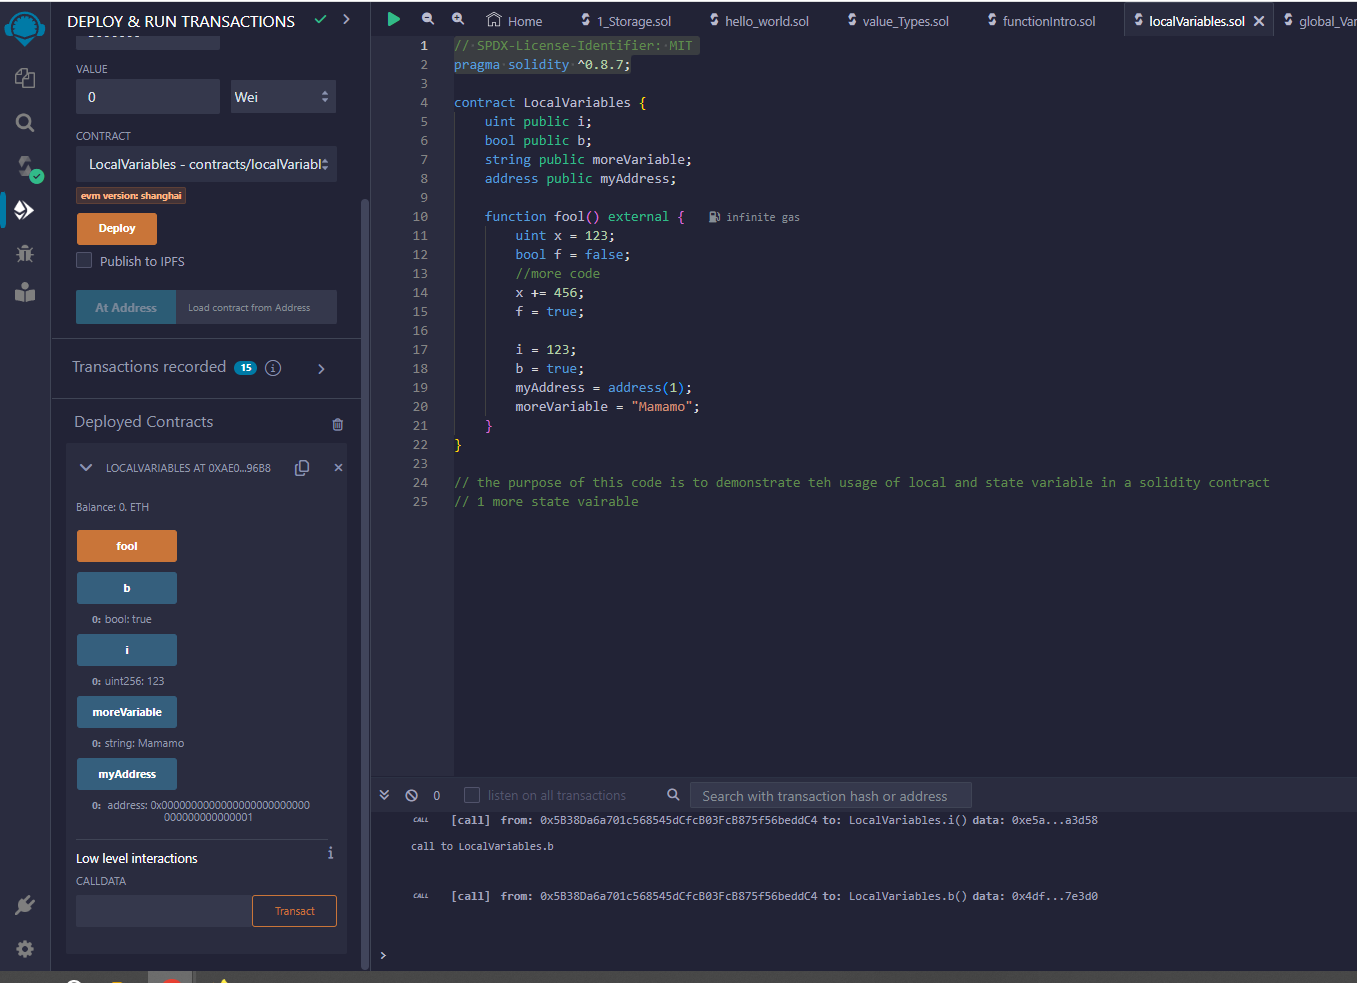 DEPLOY & RUN TRANSACTIONS
VALUE
0
Wei
CONTRACT
LocalVariables - contracts/localVariabl
evm version: shanghai
Deploy
Publish to IPFS
At Address
Load contract from Address
Transactions recorded 15 i
Deployed Contracts
LOCALVARIABLES AT 0XAE0...96B8
Balance: 0. ETH
fool
b
0: bool: true
i
0: uint256: 123
moreVariable
0: string: Mamamo
myAddress
0: address: 0x00000000000000000000000
00000000000000001
Low level interactions
i
CALLDATA
Transact
Home
1_Storage.sol
hello_world.sol
value_Types.sol
functionIntro.sol
localVariables.sol
global_Var
1 // SPDX-License-Identifier: MIT
2 pragma solidity ^0.8.7;
3
4 contract LocalVariables {
5 uint public i;
6 bool public b;
7 string public moreVariable;
8 address public myAddress;
9
10 function fool() external { infinite gas
11 uint x = 123;
12 bool f = false;
13 //more code
14 x += 456;
15 f = true;
16
17 i = 123;
18 b = true;
19 myAddress = address(1);
20 moreVariable = "Mamamo";
21 }
22 }
23
24 // the purpose of this code is to demonstrate teh usage of local and state variable in a solidity contract
25 // 1 more state vairable
0
listen on all transactions
Search with transaction hash or address
CALL [call] from: 0x5B38Da6a701c568545dCfcB03FcB875f56beddC4 to: LocalVariables.i() data: 0xe5a...a3d58
call to LocalVariables.b
CALL [call] from: 0x5B38Da6a701c568545dCfcB03FcB875f56beddC4 to: LocalVariables.b() data: 0x4df...7e3d0
>